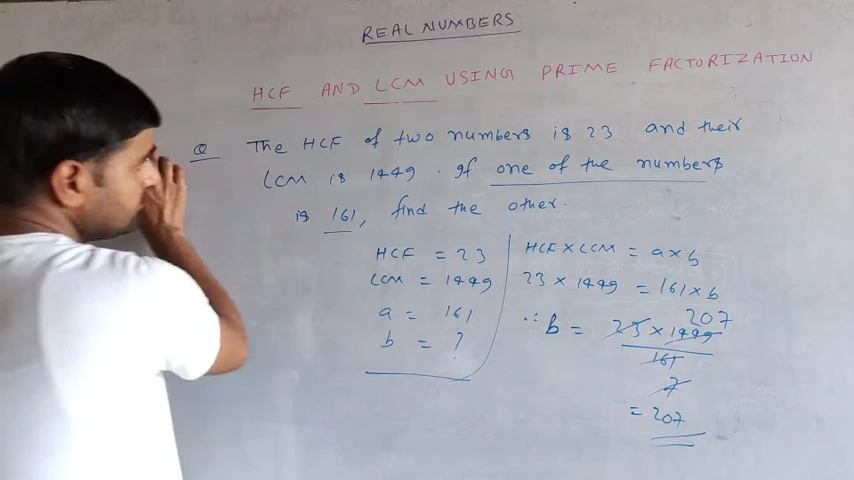 REAL NUMBERS
HCF AND LCM USING PRIME FACTORIZATION
Q The HCF of two numbers is 23 and their
LCM is 1449. If one of the numbers
is 161, find the other.
HCF = 23
LCM = 1449
a = 161
b = ?
HCF × LCM = a × b
23 × 1449 = 161 × b
207
∴ b = 23 × 1449
161
7
= 207